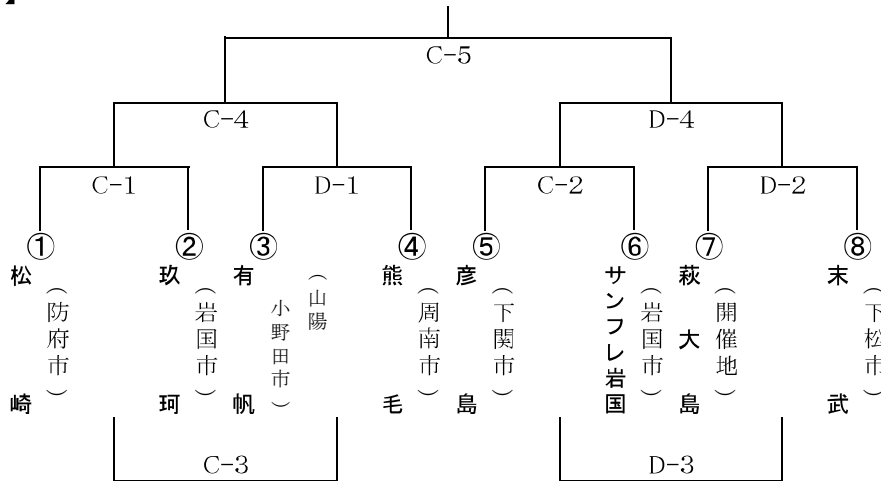 C-5
C-4
D-4
C-1
D-1
C-2
D-2
①
②
③
④
⑤
⑥
⑦
⑧
松崎
（防府市）
玖珂
（岩国市）
有帆
（山陽
小野田市）
熊毛
（周南市）
彦島
（下関市）
サンフレ岩国
（岩国市）
萩大島
（開催地）
末武
（下松市）
C-3
D-3